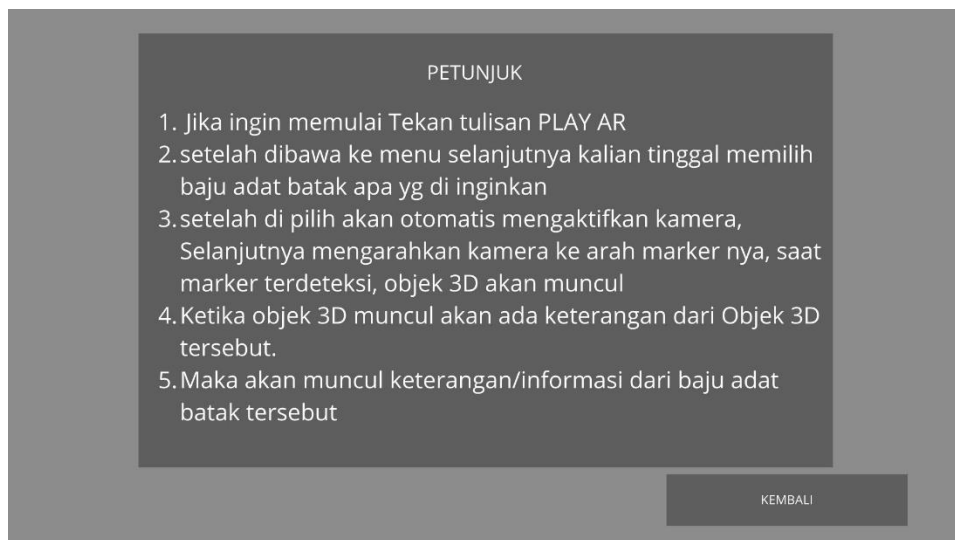 PETUNJUK
1. Jika ingin memulai Tekan tulisan PLAY AR
2. setelah dibawa ke menu selanjutnya kalian tinggal memilih
baju adat batak apa yg di inginkan
3. setelah di pilih akan otomatis mengaktifkan kamera,
Selanjutnya mengarahkan kamera ke arah marker nya, saat
marker terdeteksi, objek 3D akan muncul
4. Ketika objek 3D muncul akan ada keterangan dari Objek 3D
tersebut.
5. Maka akan muncul keterangan/informasi dari baju adat
batak tersebut
KEMBALI